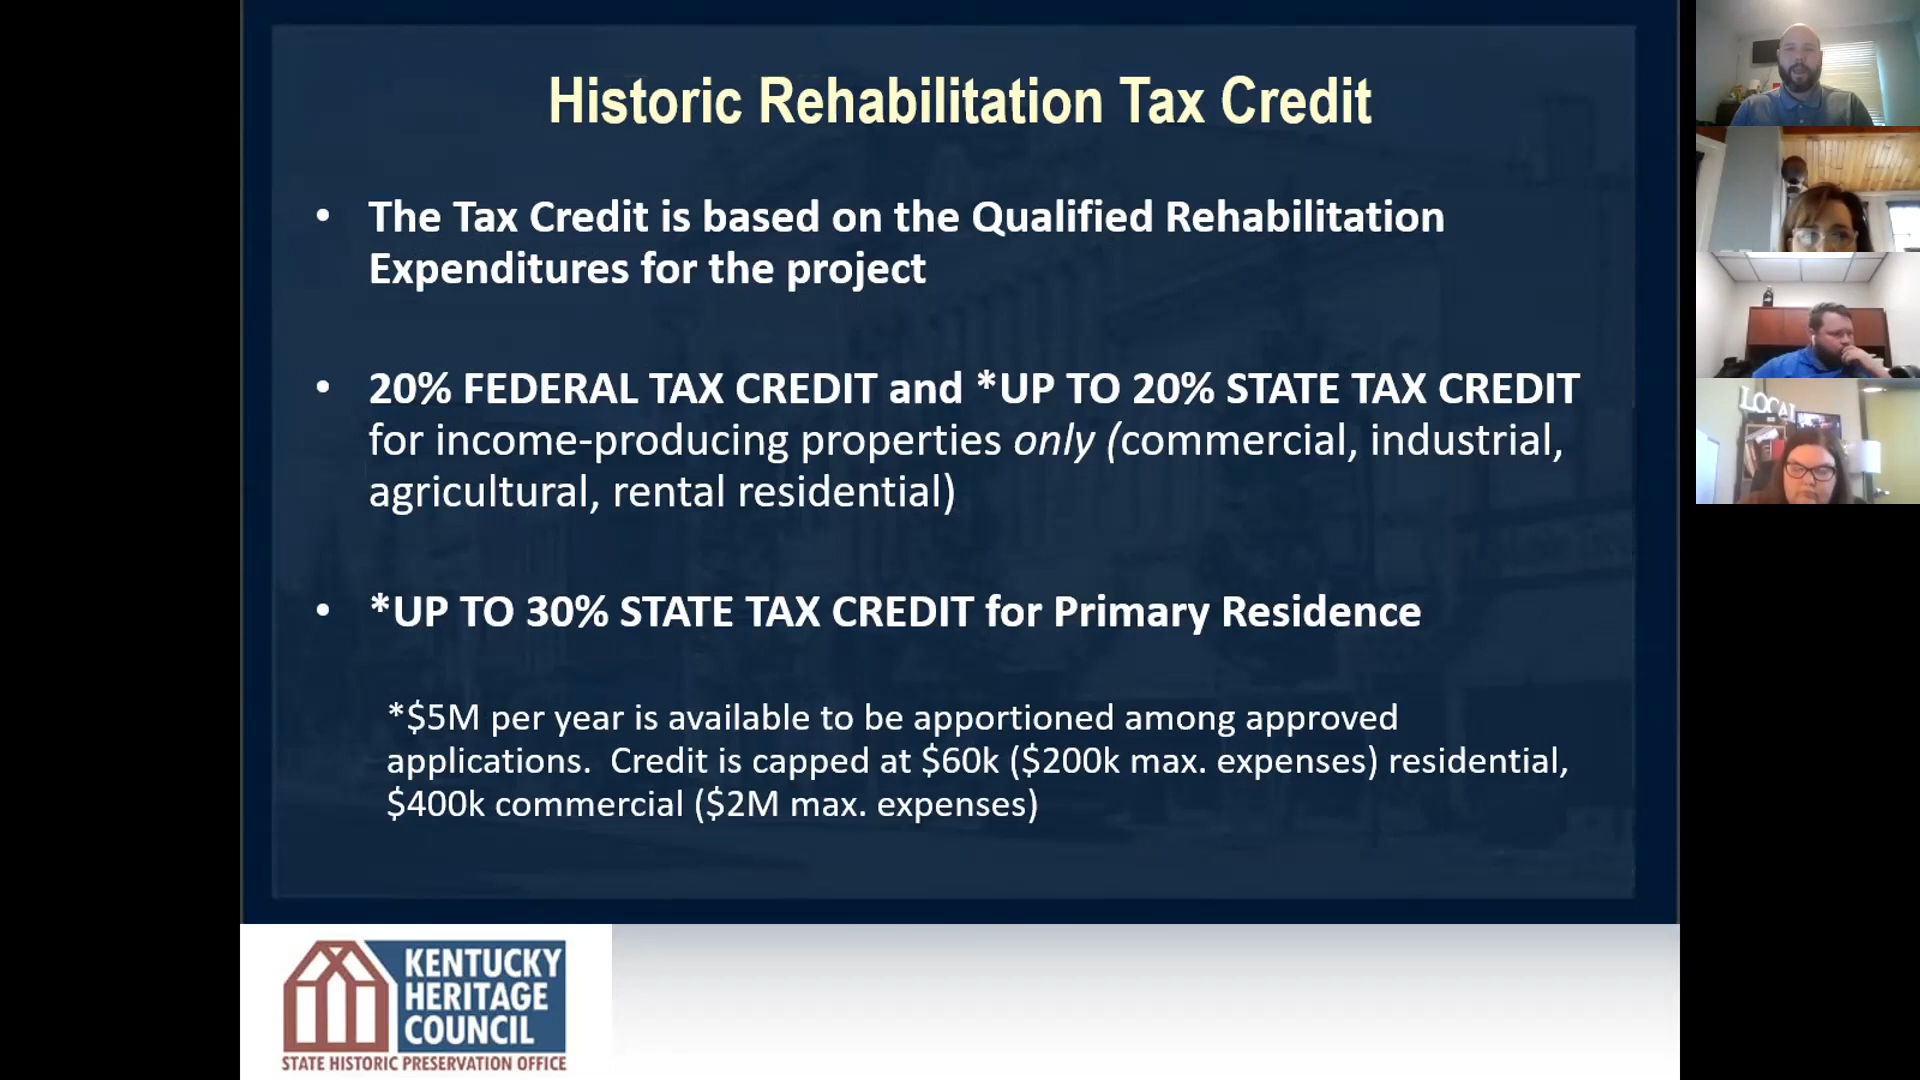 Historic Rehabilitation Tax Credit
• The Tax Credit is based on the Qualified Rehabilitation
Expenditures for the project
• 20% FEDERAL TAX CREDIT and *UP TO 20% STATE TAX CREDIT
for income-producing properties only (commercial, industrial,
agricultural, rental residential)
• *UP TO 30% STATE TAX CREDIT for Primary Residence
*$5M per year is available to be apportioned among approved
applications.  Credit is capped at $60k ($200k max. expenses) residential,
$400k commercial ($2M max. expenses)
KENTUCKY
HERITAGE
COUNCIL
STATE HISTORIC PRESERVATION OFFICE
LOCAL